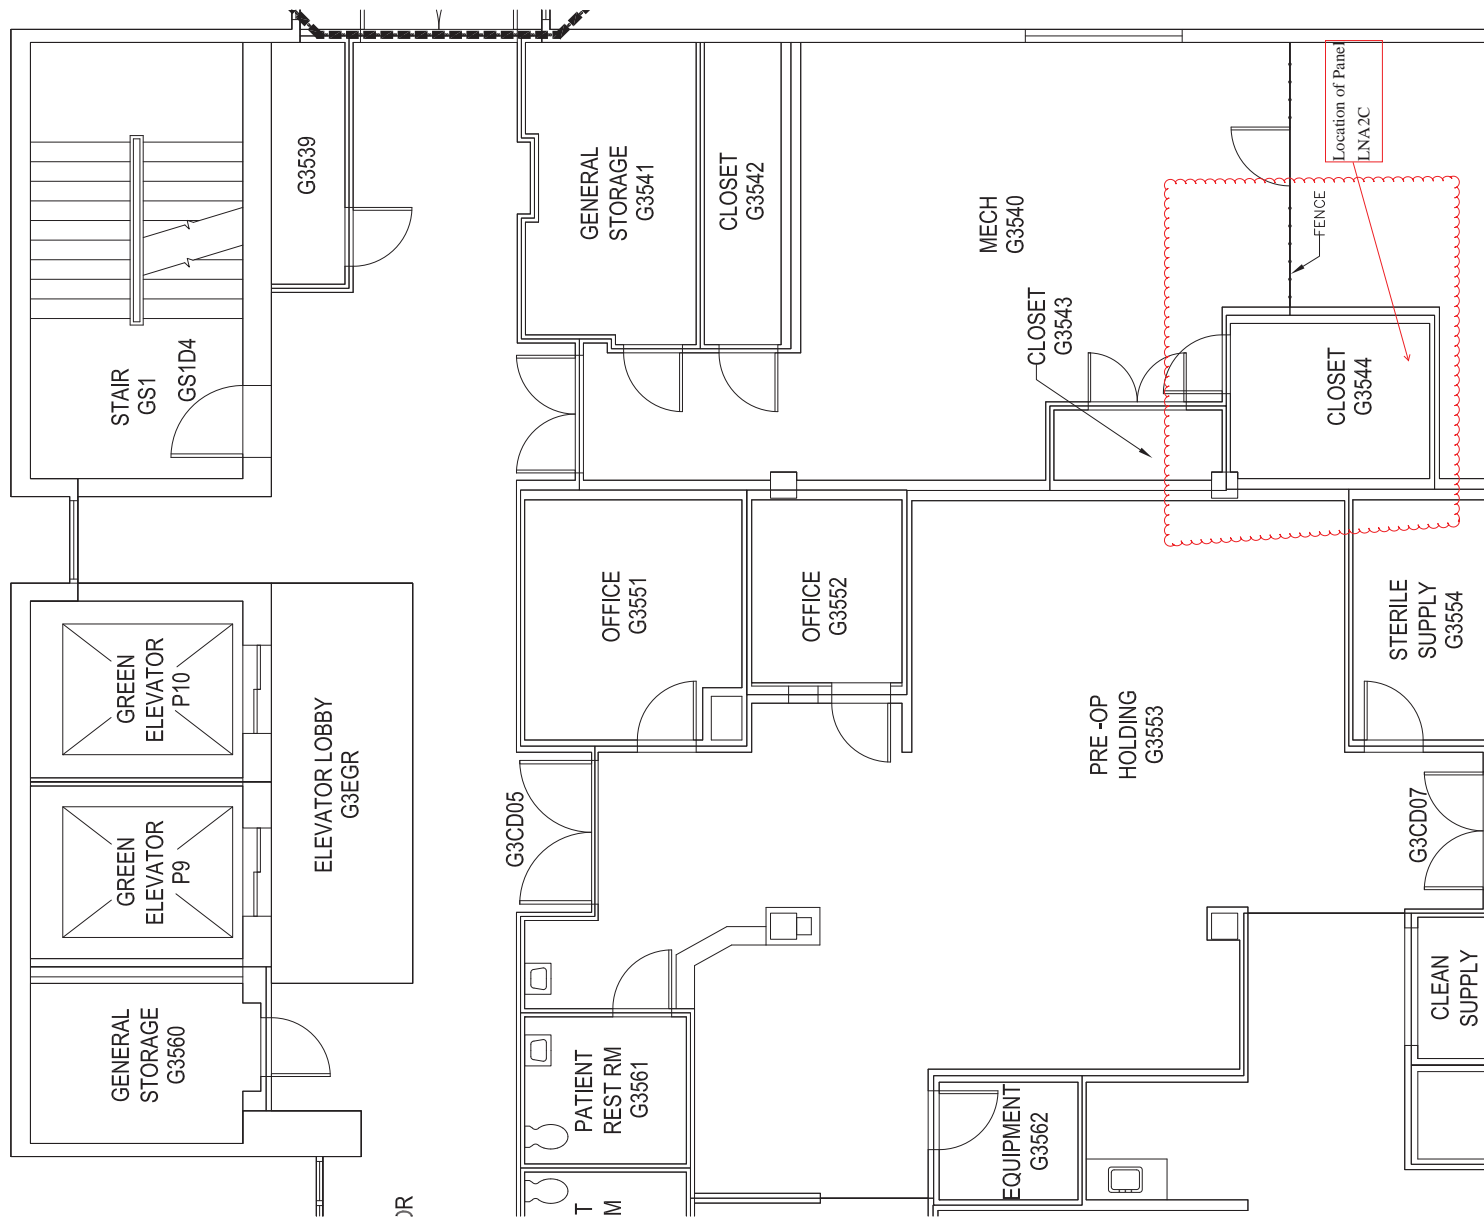 G3539
GENERAL
STORAGE
G3541
CLOSET
G3542
MECH
G3540
Location of Panel
LNA2C
FENCE
CLOSET
G3543
CLOSET
G3544
STAIR
GS1
GS1D4
OFFICE
G3551
OFFICE
G3552
STERILE
SUPPLY
G3554
GREEN
ELEVATOR
P10
ELEVATOR LOBBY
G3EGR
PRE -OP
HOLDING
G3553
G3CD05
G3CD07
GREEN
ELEVATOR
P9
GENERAL
STORAGE
G3560
CLEAN
SUPPLY
PATIENT
REST RM
G3561
EQUIPMENT
G3562
OR
T
M